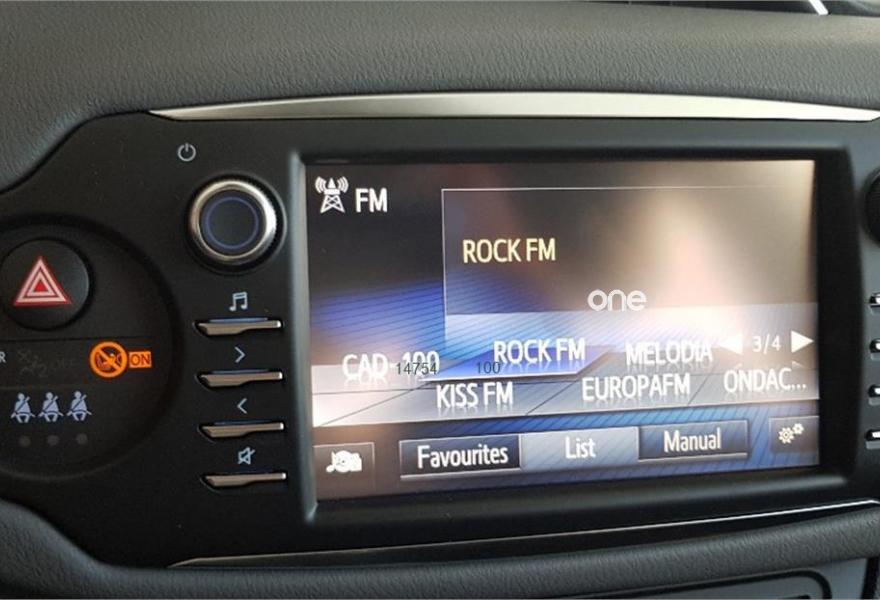 FM
ROCK FM
one
CAD-100 ROCK FM MELODIA 3/4
14754 100
KISS FM EUROPAFM ONDAC...
Favourites List Manual
ON